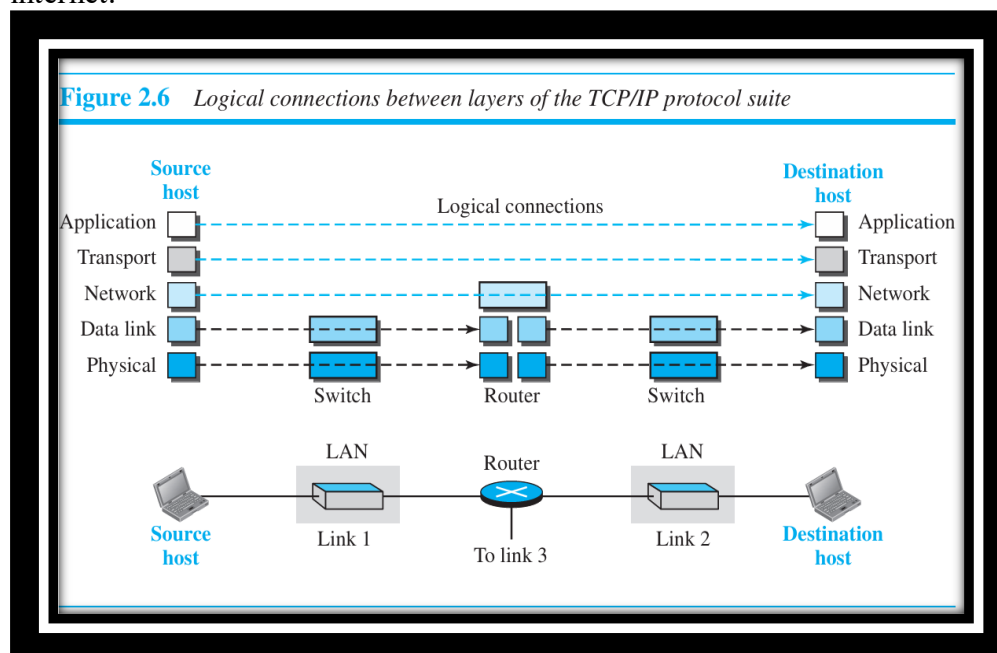 internet.
Figure 2.6 Logical connections between layers of the TCP/IP protocol suite
Source
host
Destination
host
Logical connections
Application
Application
Transport
Transport
Network
Network
Data link
Data link
Physical
Physical
Switch
Router
Switch
LAN
Router
LAN
Source
host
Link 1
To link 3
Link 2
Destination
host